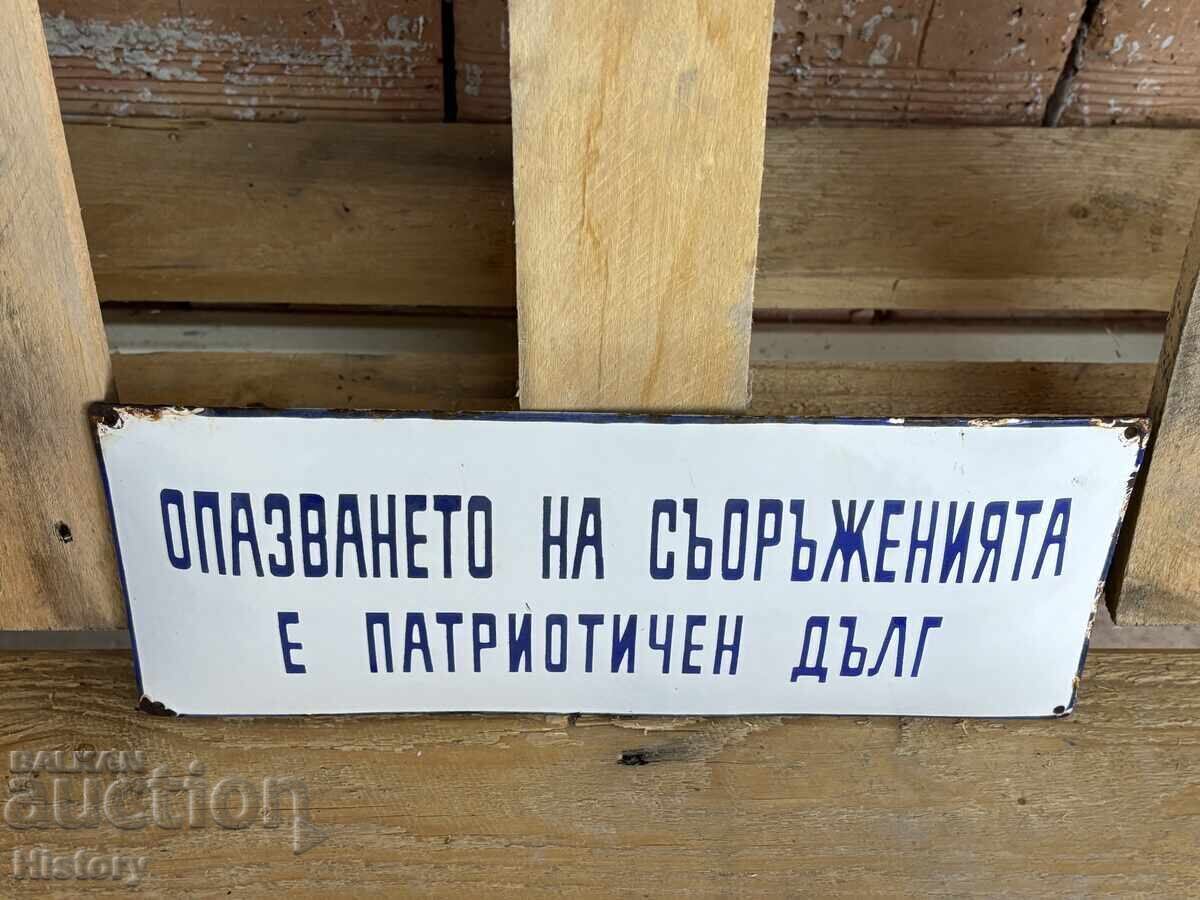 ОПАЗВАНЕТО НА СЪОРЪЖЕНИЯТА
Е ПАТРИОТИЧЕН ДЪЛГ
BALKAN
auction
History